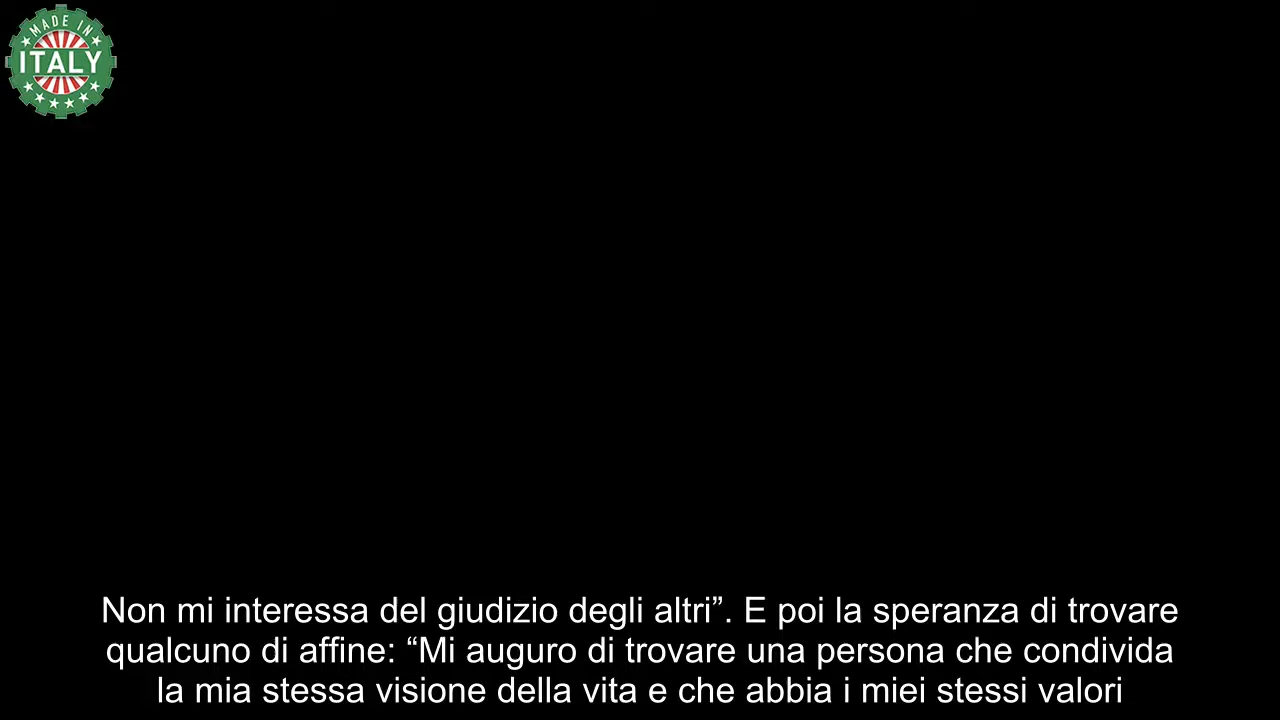 MADE IN
ITALY
Non mi interessa del giudizio degli altri”. E poi la speranza di trovare
qualcuno di affine: “Mi auguro di trovare una persona che condivida
la mia stessa visione della vita e che abbia i miei stessi valori